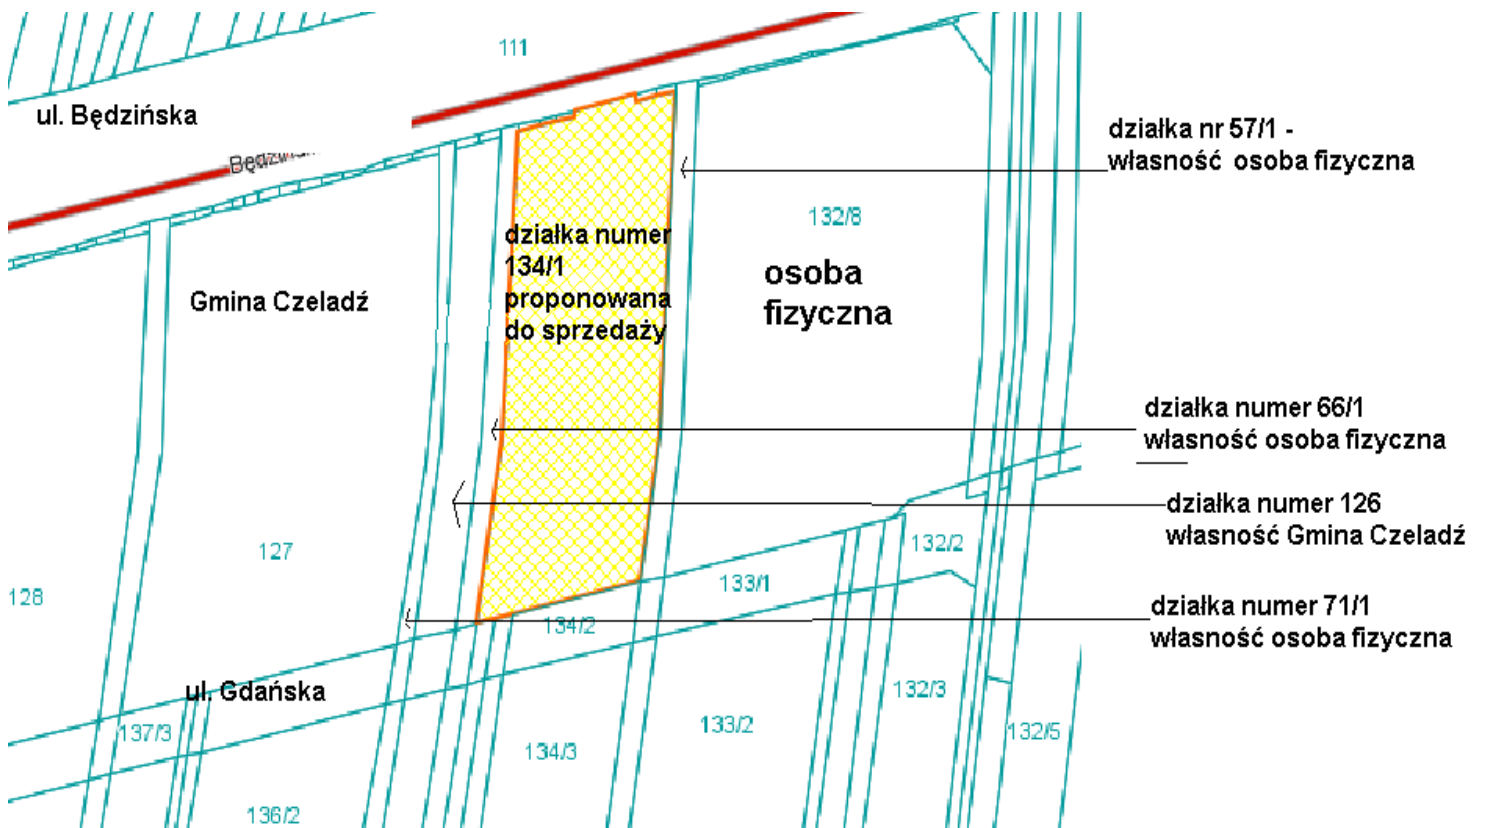 111
ul. Będzińska
działka nr 57/1 -
własność osoba fizyczna
132/8
działka numer
134/1
proponowana
do sprzedaży
osoba
fizyczna
Gmina Czeladź
działka numer 66/1
własność osoba fizyczna
działka numer 126
własność Gmina Czeladź
127
132/2
133/1
128
działka numer 71/1
własność osoba fizyczna
134/2
ul. Gdańska
132/3
137/3
133/2
132/5
134/3
136/2